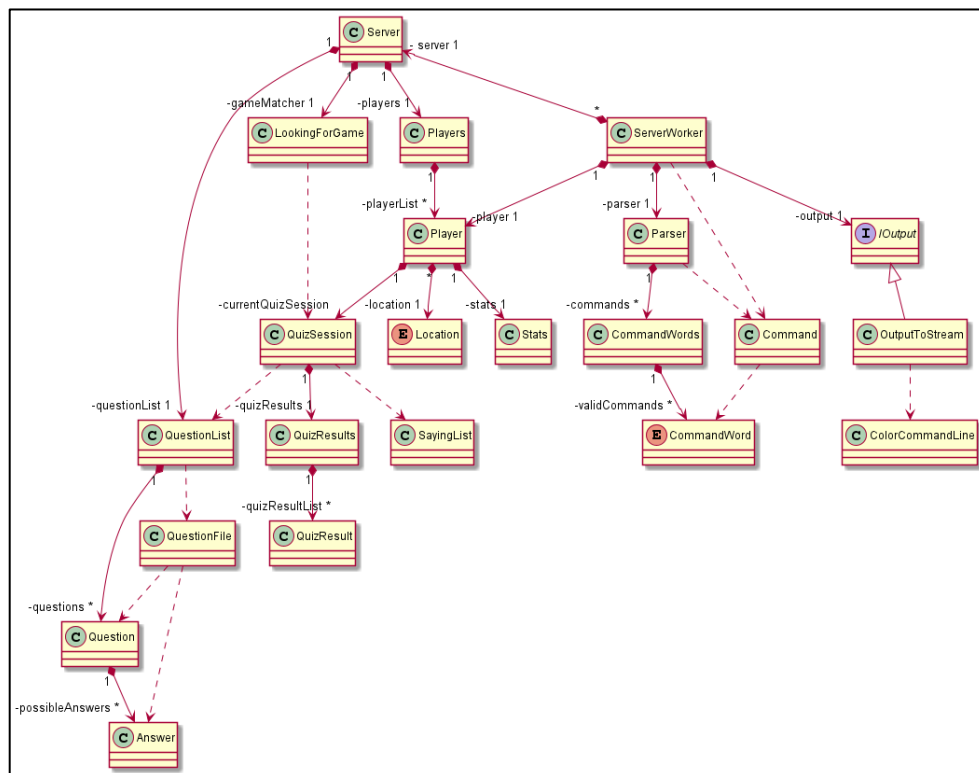 C Server
1
1
1
- server 1
-gameMatcher 1
-players 1
*
C LookingForGame
C Players
C ServerWorker
1
1
1
1
-playerList *
-player 1
-parser 1
-output 1
C Player
C Parser
I IOutput
1
*
1
1
-currentQuizSession
-location 1
-stats 1
-commands *
C QuizSession
E Location
C Stats
C CommandWords
C Command
C OutputToStream
1
1
-questionList 1
-quizResults 1
-validCommands *
C QuestionList
C QuizResults
C SayingList
E CommandWord
C ColorCommandLine
1
1
-quizResultList *
C QuestionFile
C QuizResult
-questions *
C Question
1
-possibleAnswers *
C Answer